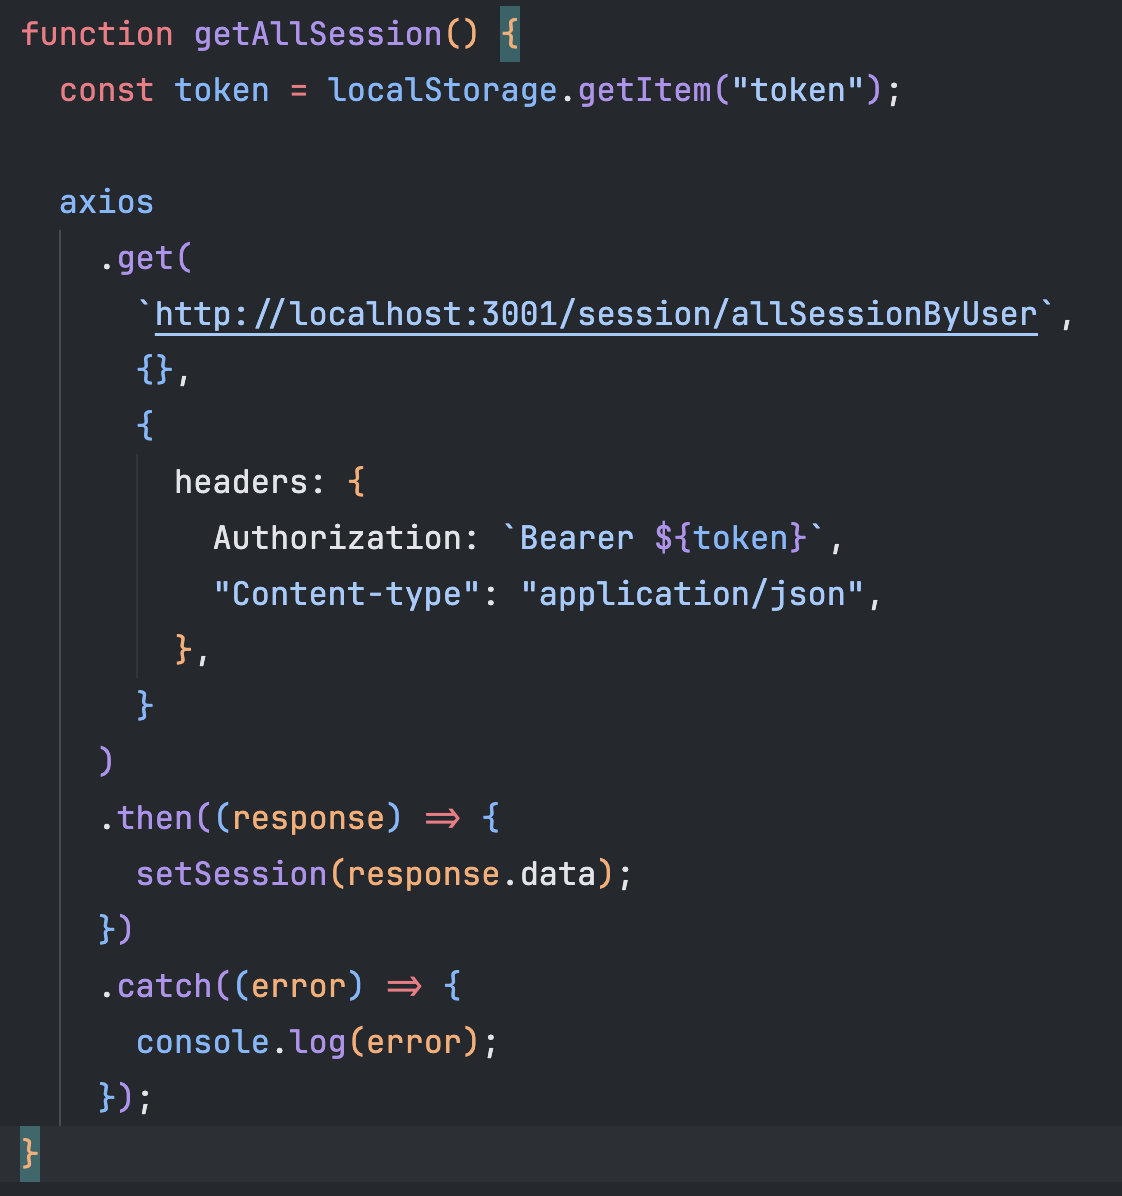 function getAllSession() {
const token = localStorage.getItem("token");
axios
.get(
`http://localhost:3001/session/allSessionByUser`,
{},
{
headers: {
Authorization: `Bearer ${token}`,
"Content-type": "application/json",
},
}
)
.then((response) => {
setSession(response.data);
})
.catch((error) => {
console.log(error);
});
}